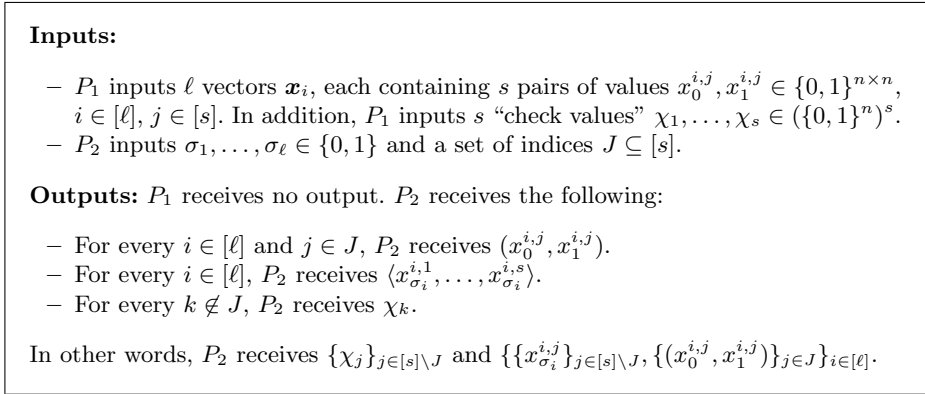 Inputs:
– P₁ inputs ℓ vectors 𝒙ᵢ, each containing s pairs of values x₀^{i,j}, x₁^{i,j} ∈ {0, 1}^{n×n},
i ∈ [ℓ], j ∈ [s]. In addition, P₁ inputs s “check values” χ₁, . . . , χₛ ∈ ({0, 1}ⁿ)ˢ.
– P₂ inputs σ₁, . . . , σ_ℓ ∈ {0, 1} and a set of indices J ⊆ [s].
Outputs: P₁ receives no output. P₂ receives the following:
– For every i ∈ [ℓ] and j ∈ J, P₂ receives (x₀^{i,j}, x₁^{i,j}).
– For every i ∈ [ℓ], P₂ receives ⟨x_{σᵢ}^{i,1}, . . . , x_{σᵢ}^{i,s}⟩.
– For every k ∉ J, P₂ receives χₖ.
In other words, P₂ receives {χⱼ}_{j∈[s]\J} and {{x_{σᵢ}^{i,j}}_{j∈[s]\J}, {(x₀^{i,j}, x₁^{i,j})}_{j∈J}}_{i∈[ℓ]}.